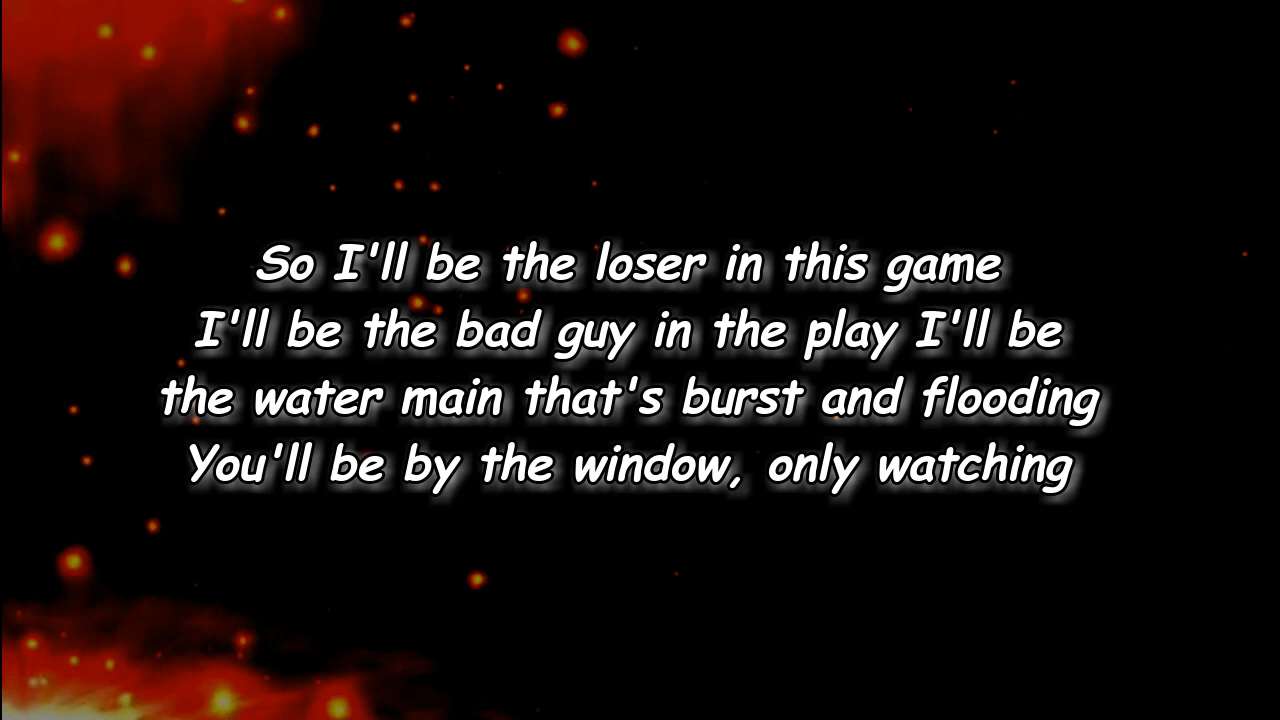 So I'll be the loser in this game
I'll be the bad guy in the play I'll be
the water main that's burst and flooding
You'll be by the window, only watching